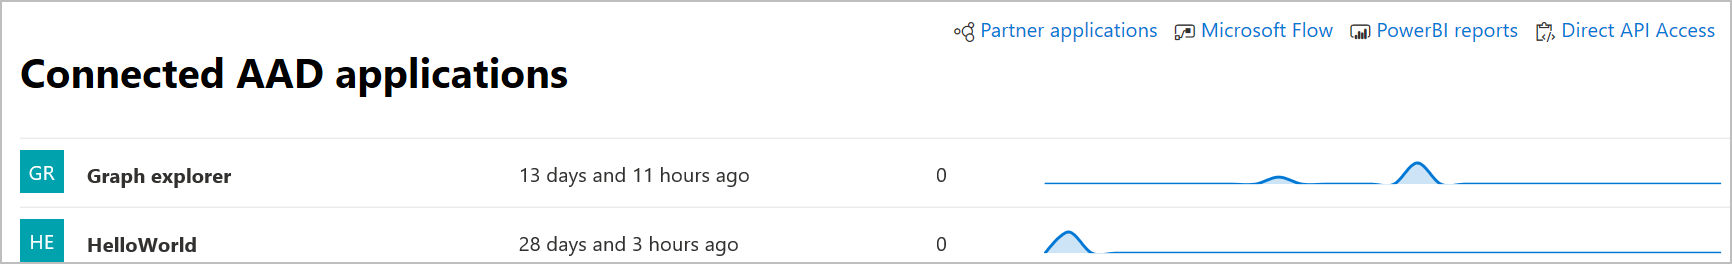 Partner applications Microsoft Flow PowerBI reports Direct API Access
Connected AAD applications
GR Graph explorer 13 days and 11 hours ago 0
HE HelloWorld 28 days and 3 hours ago 0